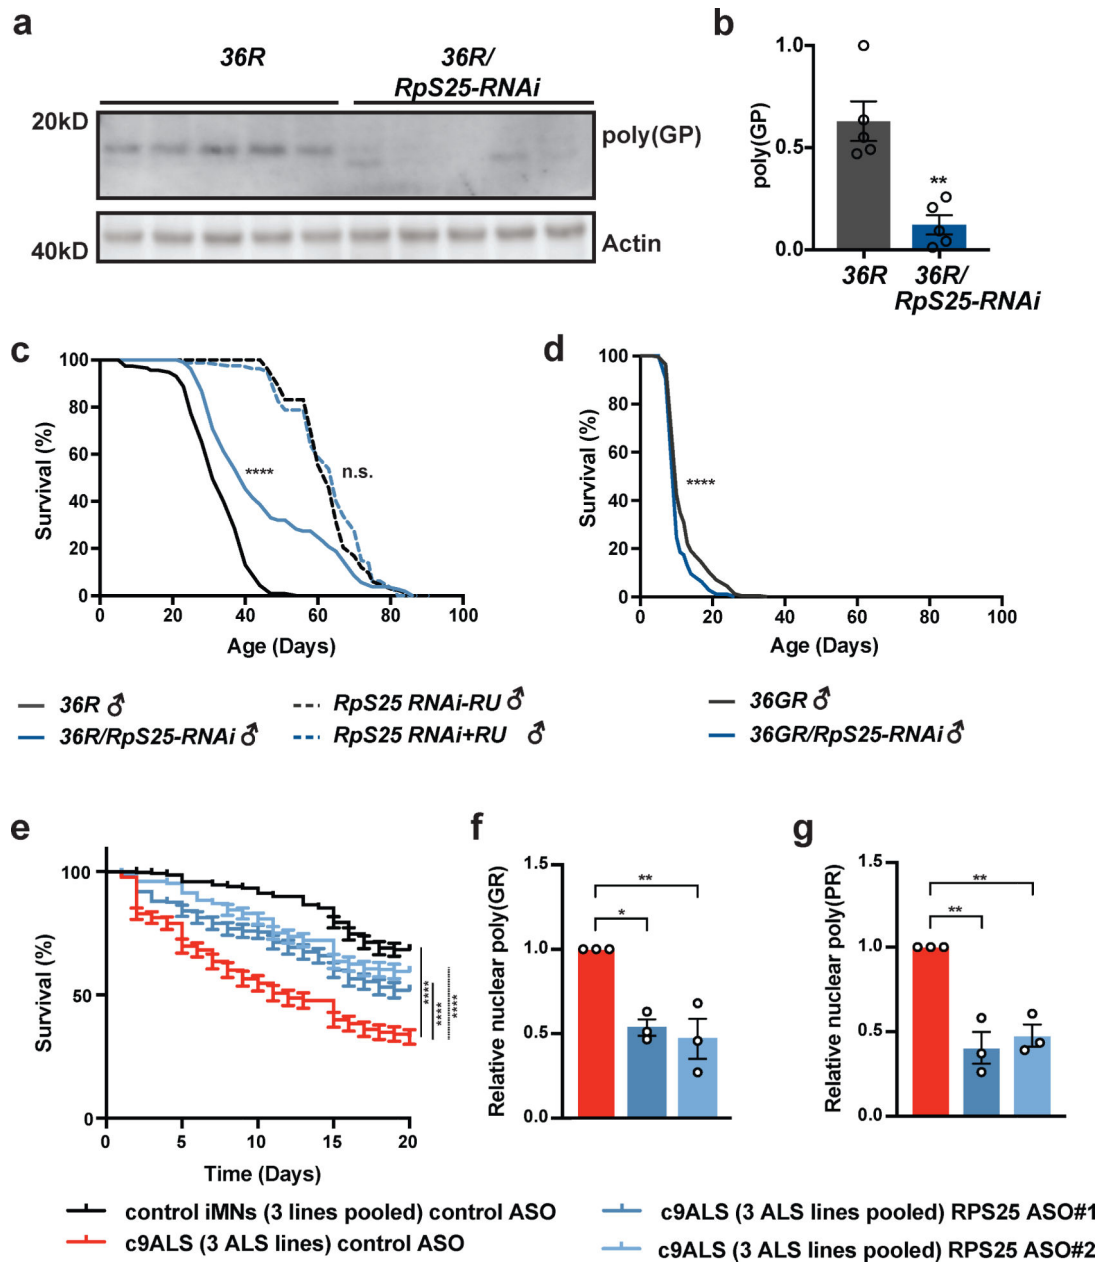 a
36R
36R/
RpS25-RNAi
20kD
poly(GP)
40kD
Actin
b
poly(GP)
1.0
0.5
0.0
**
36R
36R/
RpS25-RNAi
c
Survival (%)
100
80
60
40
20
0
****
n.s.
0 20 40 60 80 100
Age (Days)
36R ♂
36R/RpS25-RNAi ♂
RpS25 RNAi-RU ♂
RpS25 RNAi+RU ♂
d
Survival (%)
100
80
60
40
20
0
****
0 20 40 60 80 100
Age (Days)
36GR ♂
36GR/RpS25-RNAi ♂
e
Survival (%)
100
50
0
****
****
****
0 5 10 15 20
Time (Days)
control iMNs (3 lines pooled) control ASO
c9ALS (3 ALS lines) control ASO
c9ALS (3 ALS lines pooled) RPS25 ASO#1
c9ALS (3 ALS lines pooled) RPS25 ASO#2
f
Relative nuclear poly(GR)
1.5
1.0
0.5
0.0
**
*
g
Relative nuclear poly(PR)
1.5
1.0
0.5
0.0
**
**